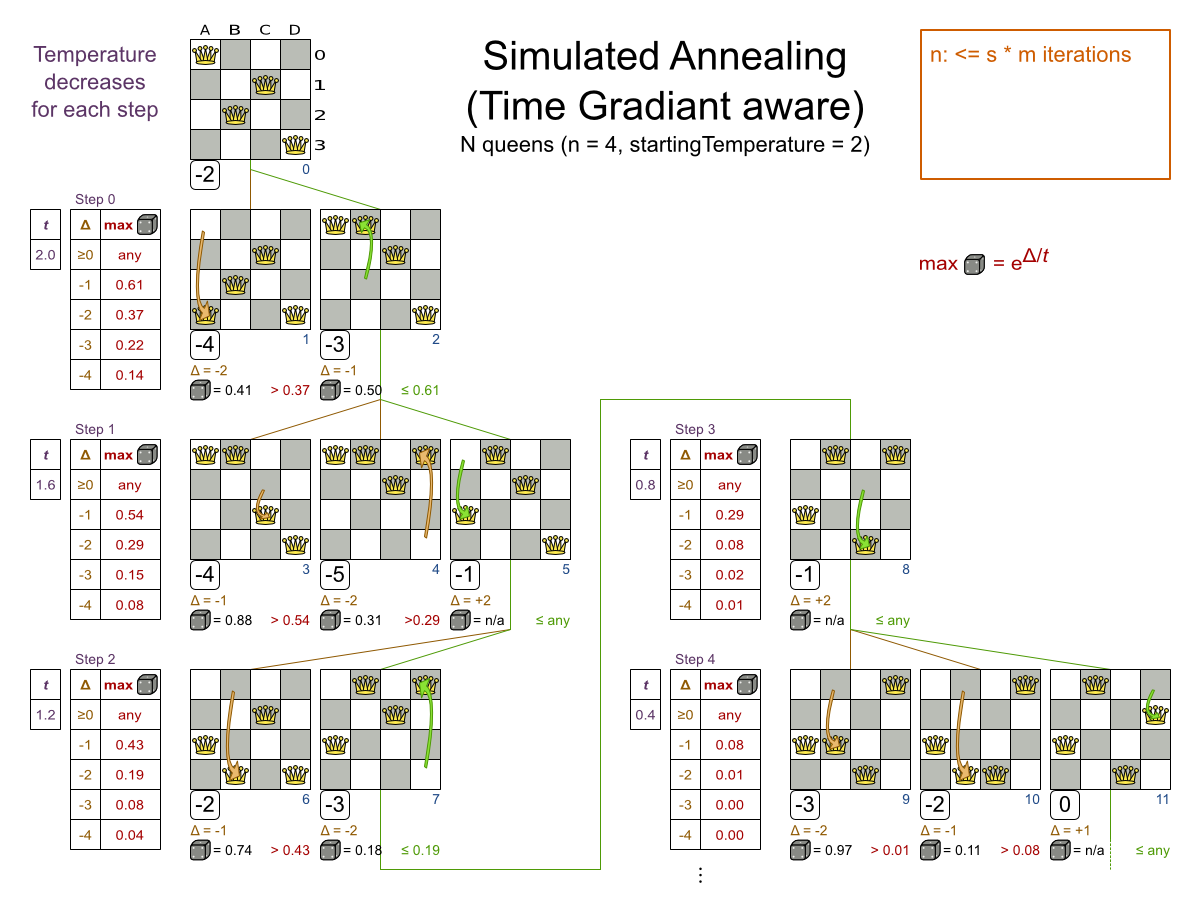 Temperature
decreases
for each step
A B C D
0
1
2
3
-2
0
Simulated Annealing
(Time Gradiant aware)
N queens (n = 4, startingTemperature = 2)
n: <= s * m iterations
max = e^Δ/t
Step 0
t
2.0
Δ max
≥0 any
-1 0.61
-2 0.37
-3 0.22
-4 0.14
-4 1
Δ = -2
= 0.41 > 0.37
-3 2
Δ = -1
= 0.50 ≤ 0.61
Step 1
t
1.6
Δ max
≥0 any
-1 0.54
-2 0.29
-3 0.15
-4 0.08
-4 3
Δ = -1
= 0.88 > 0.54
-5 4
Δ = -2
= 0.31 >0.29
-1 5
Δ = +2
= n/a ≤ any
Step 2
t
1.2
Δ max
≥0 any
-1 0.43
-2 0.19
-3 0.08
-4 0.04
-2 6
Δ = -1
= 0.74 > 0.43
-3 7
Δ = -2
= 0.18 ≤ 0.19
Step 3
t
0.8
Δ max
≥0 any
-1 0.29
-2 0.08
-3 0.02
-4 0.01
-1 8
Δ = +2
= n/a ≤ any
Step 4
t
0.4
Δ max
≥0 any
-1 0.08
-2 0.01
-3 0.00
-4 0.00
-3 9
Δ = -2
= 0.97 > 0.01
-2 10
Δ = -1
= 0.11 > 0.08
0 11
Δ = +1
= n/a ≤ any
⋮